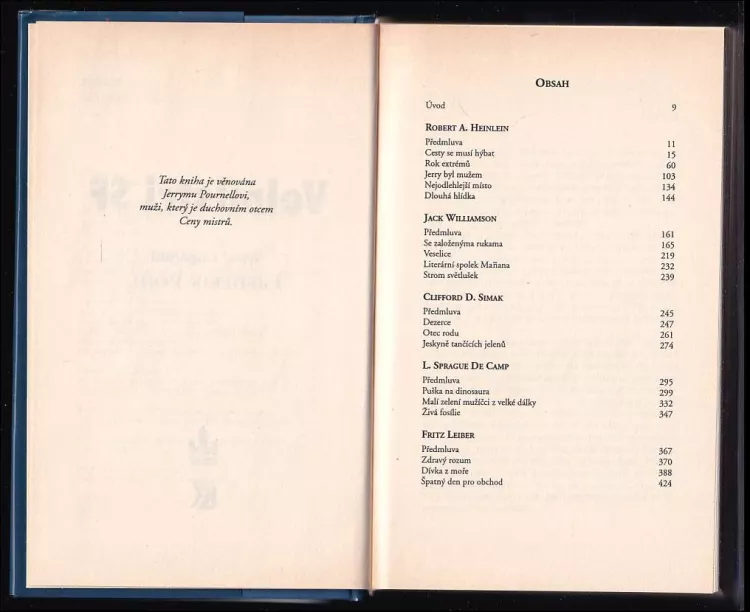 Tato kniha je věnována
Jerrymu Pournellovi,
muži, který je duchovním otcem
Ceny mistrů.
OBSAH
Úvod 9
ROBERT A. HEINLEIN
Předmluva 11
Cesty se musí hýbat 15
Rok extrémů 60
Jerry byl mužem 103
Nejodlehlejší místo 134
Dlouhá hlídka 144
JACK WILLIAMSON
Předmluva 161
Se založenýma rukama 165
Veselice 219
Literární spolek Mañana 232
Strom světlušek 239
CLIFFORD D. SIMAK
Předmluva 245
Dezerce 247
Otec rodu 261
Jeskyně tančících jelenů 274
L. SPRAGUE DE CAMP
Předmluva 295
Puška na dinosaura 299
Malí zelení mužíčci z velké dálky 332
Živá fosílie 347
FRITZ LEIBER
Předmluva 367
Zdravý rozum 370
Dívka z moře 388
Špatný den pro obchod 424